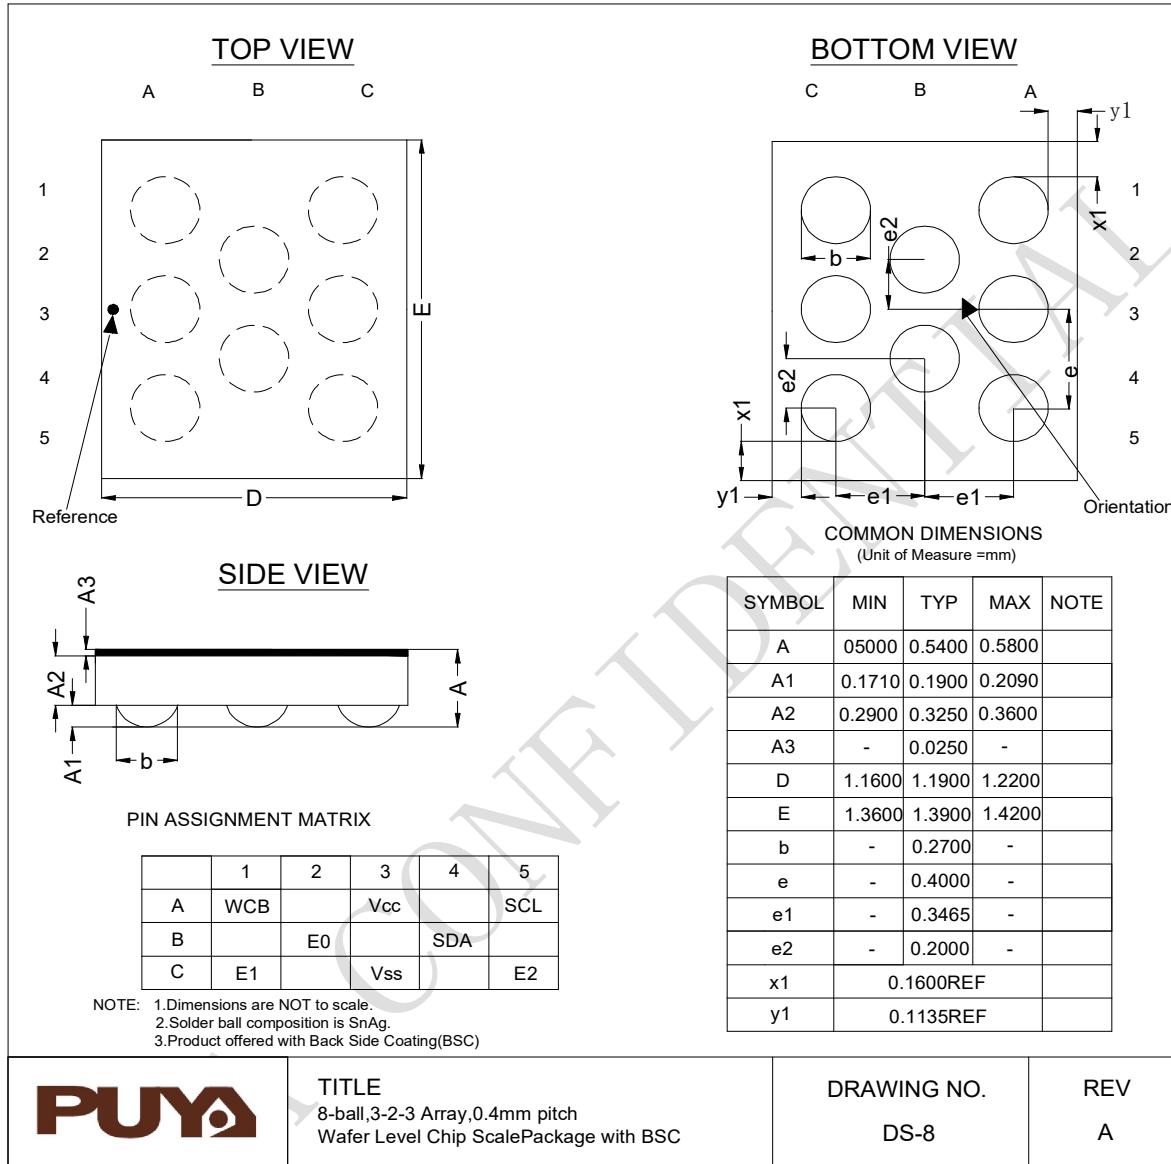 TOP VIEW
A B C
1
2
3
4
5
E
D
Reference
BOTTOM VIEW
C B A
y1
x1
1
2
3
4
5
e2
b
e2
e
x1
y1
e1
e1
Orientation
SIDE VIEW
A3
A2
A
A1
b
COMMON DIMENSIONS
(Unit of Measure =mm)
SYMBOL MIN TYP MAX NOTE
A 05000 0.5400 0.5800
A1 0.1710 0.1900 0.2090
A2 0.2900 0.3250 0.3600
A3 - 0.0250 -
D 1.1600 1.1900 1.2200
E 1.3600 1.3900 1.4200
b - 0.2700 -
e - 0.4000 -
e1 - 0.3465 -
e2 - 0.2000 -
x1 0.1600REF
y1 0.1135REF
PIN ASSIGNMENT MATRIX
1 2 3 4 5
A WCB Vcc SCL
B E0 SDA
C E1 Vss E2
NOTE: 1.Dimensions are NOT to scale.
2.Solder ball composition is SnAg.
3.Product offered with Back Side Coating(BSC)
CONFIDENTIAL
PUYA
TITLE
8-ball,3-2-3 Array,0.4mm pitch
Wafer Level Chip ScalePackage with BSC
DRAWING NO.
DS-8
REV
A